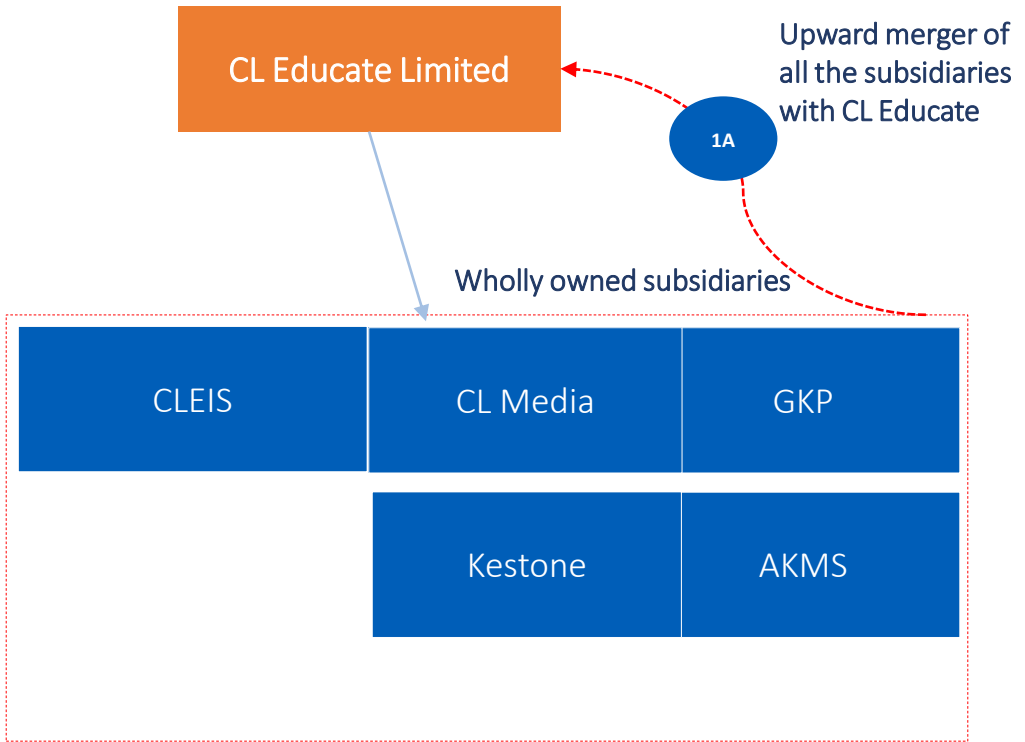 CL Educate Limited
Upward merger of
all the subsidiaries
with CL Educate
1A
Wholly owned subsidiaries
CLEIS
CL Media
GKP
Kestone
AKMS